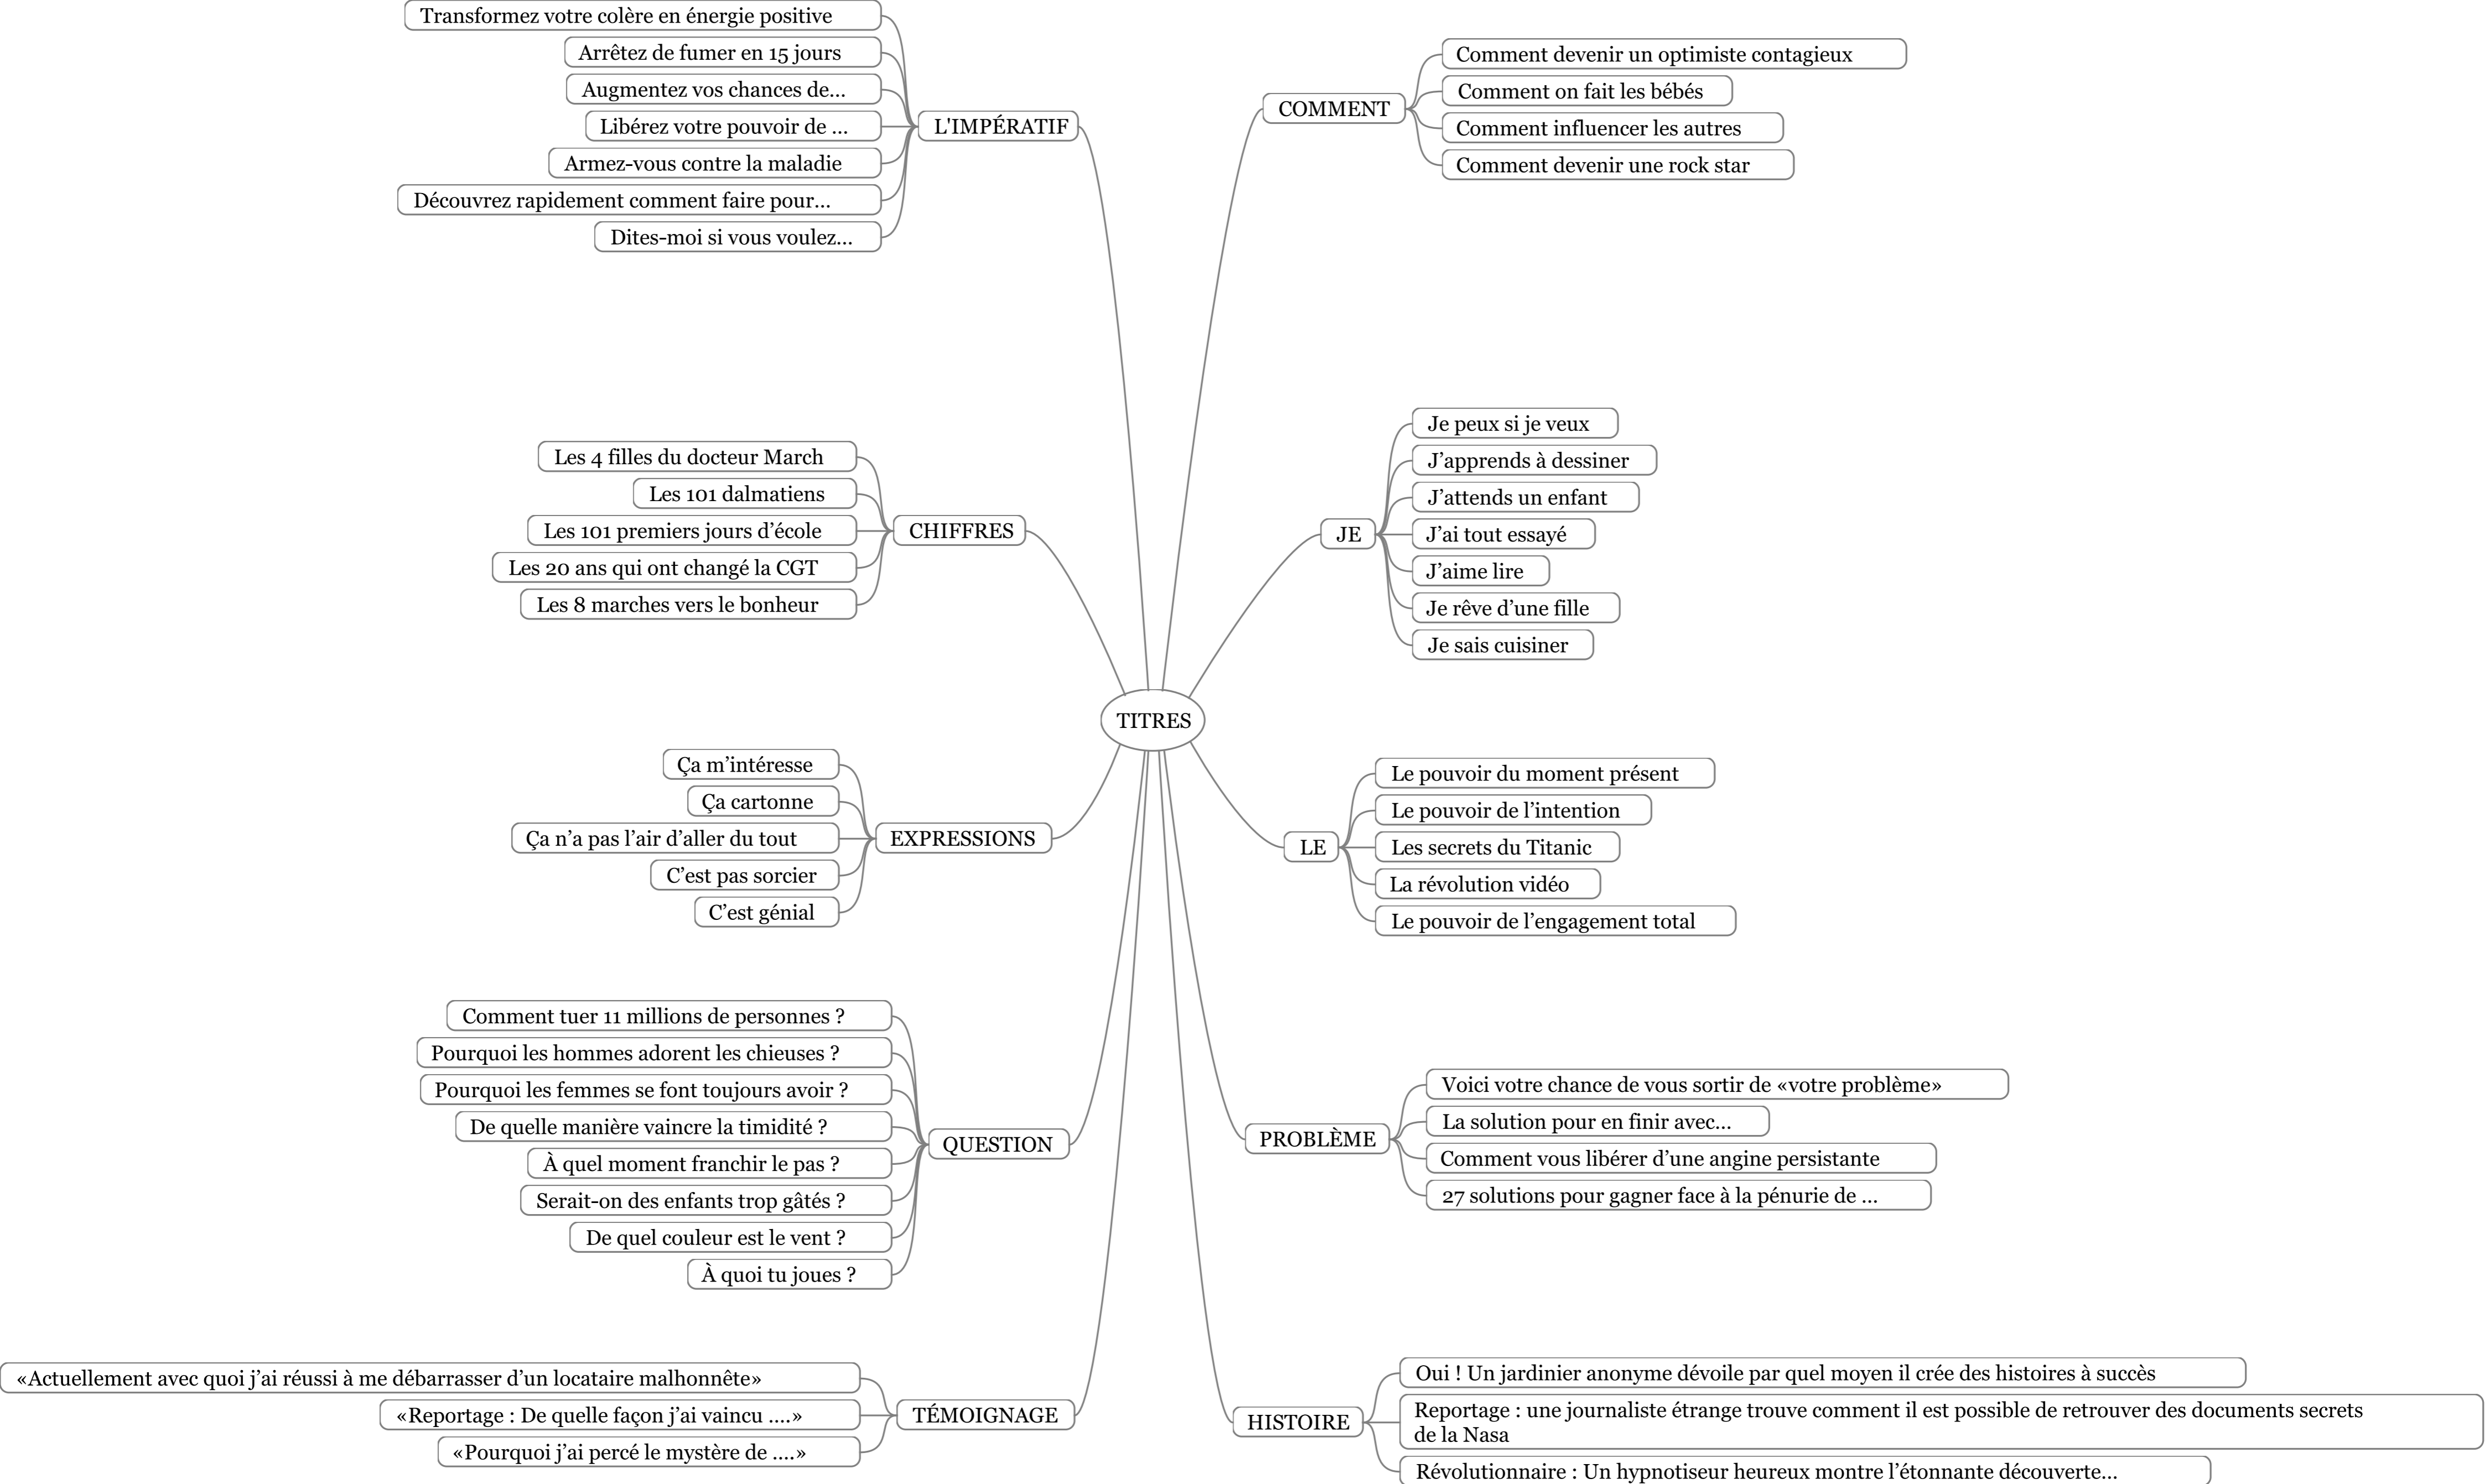 TITRES
L'IMPÉRATIF
Transformez votre colère en énergie positive
Arrêtez de fumer en 15 jours
Augmentez vos chances de...
Libérez votre pouvoir de ...
Armez-vous contre la maladie
Découvrez rapidement comment faire pour...
Dites-moi si vous voulez...
CHIFFRES
Les 4 filles du docteur March
Les 101 dalmatiens
Les 101 premiers jours d’école
Les 20 ans qui ont changé la CGT
Les 8 marches vers le bonheur
EXPRESSIONS
Ça m’intéresse
Ça cartonne
Ça n’a pas l’air d’aller du tout
C’est pas sorcier
C’est génial
QUESTION
Comment tuer 11 millions de personnes ?
Pourquoi les hommes adorent les chieuses ?
Pourquoi les femmes se font toujours avoir ?
De quelle manière vaincre la timidité ?
À quel moment franchir le pas ?
Serait-on des enfants trop gâtés ?
De quel couleur est le vent ?
À quoi tu joues ?
TÉMOIGNAGE
«Actuellement avec quoi j’ai réussi à me débarrasser d’un locataire malhonnête»
«Reportage : De quelle façon j’ai vaincu ....»
«Pourquoi j’ai percé le mystère de ....»
COMMENT
Comment devenir un optimiste contagieux
Comment on fait les bébés
Comment influencer les autres
Comment devenir une rock star
JE
Je peux si je veux
J’apprends à dessiner
J’attends un enfant
J’ai tout essayé
J’aime lire
Je rêve d’une fille
Je sais cuisiner
LE
Le pouvoir du moment présent
Le pouvoir de l’intention
Les secrets du Titanic
La révolution vidéo
Le pouvoir de l’engagement total
PROBLÈME
Voici votre chance de vous sortir de «votre problème»
La solution pour en finir avec...
Comment vous libérer d’une angine persistante
27 solutions pour gagner face à la pénurie de ...
HISTOIRE
Oui ! Un jardinier anonyme dévoile par quel moyen il crée des histoires à succès
Reportage : une journaliste étrange trouve comment il est possible de retrouver des documents secrets
de la Nasa
Révolutionnaire : Un hypnotiseur heureux montre l’étonnante découverte...